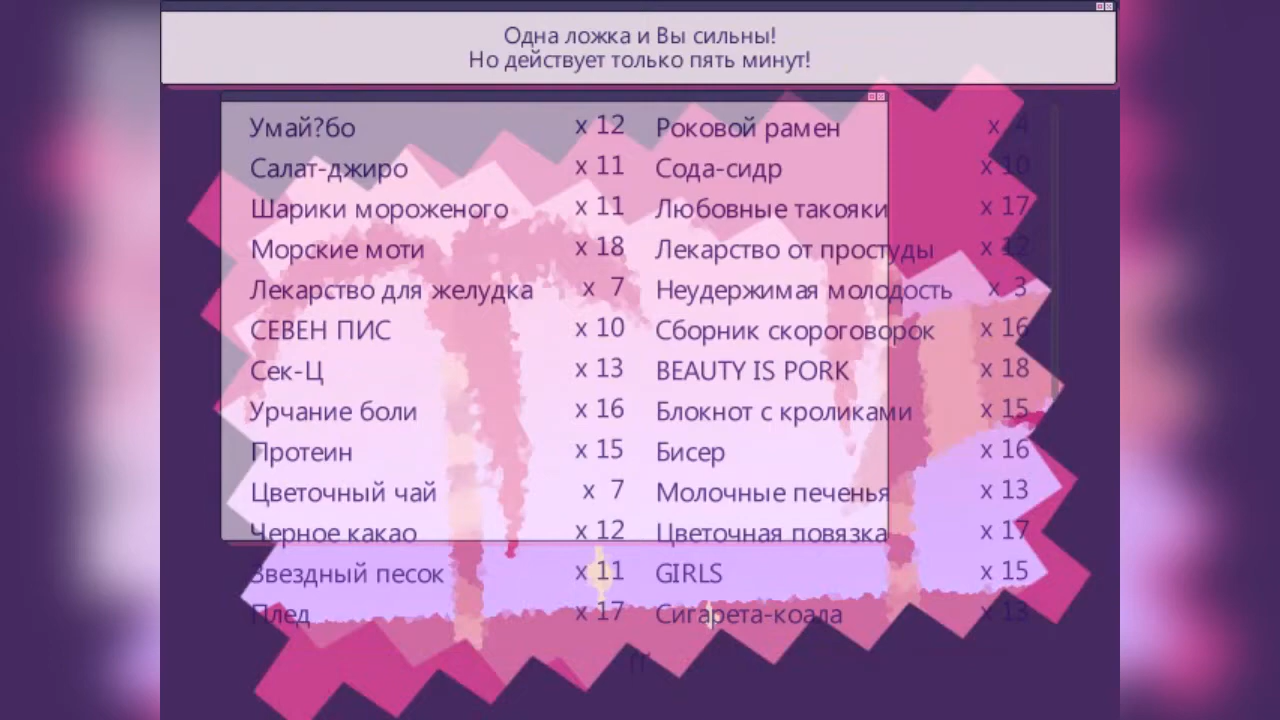 Одна ложка и Вы сильны!
Но действует только пять минут!
Умай?бо x 12 Роковой рамен x 4
Салат-джиро x 11 Сода-сидр x 10
Шарики мороженого x 11 Любовные такояки x 17
Морские моти x 18 Лекарство от простуды x 12
Лекарство для желудка x 7 Неудержимая молодость x 3
СЕВЕН ПИС x 10 Сборник скороговорок x 16
Сек-Ц x 13 BEAUTY IS PORK x 18
Урчание боли x 16 Блокнот с кроликами x 15
Протеин x 15 Бисер x 16
Цветочный чай x 7 Молочные печенья x 13
Черное какао x 12 Цветочная повязка x 17
Звездный песок x 11 GIRLS x 15
Плед x 17 Сигарета-коала x 13